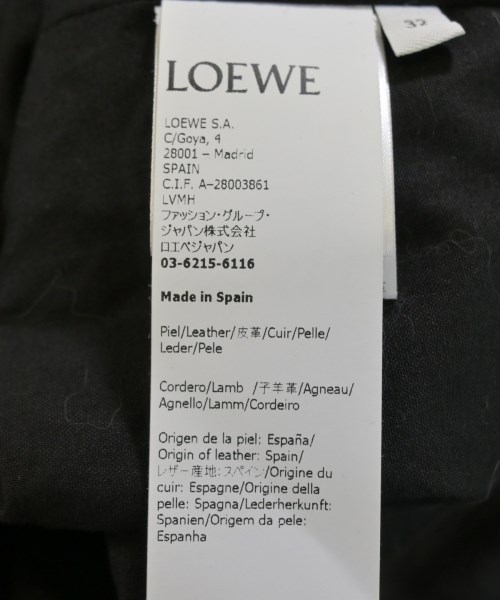 32
LOEWE
LOEWE S.A.
C/Goya, 4
28001 – Madrid
SPAIN
C.I.F. A–28003861
LVMH
ファッション・グループ・
ジャパン株式会社
ロエベジャパン
03-6215-6116
Made in Spain
Piel/Leather/皮革/Cuir/Pelle/
Leder/Pele
Cordero/Lamb /子羊革/Agneau/
Agnello/Lamm/Cordeiro
Origen de la piel: España/
Origin of leather: Spain/
レザー産地:スペイン/Origine du
cuir: Espagne/Origine della
pelle: Spagna/Lederherkunft:
Spanien/Origem da pele:
Espanha